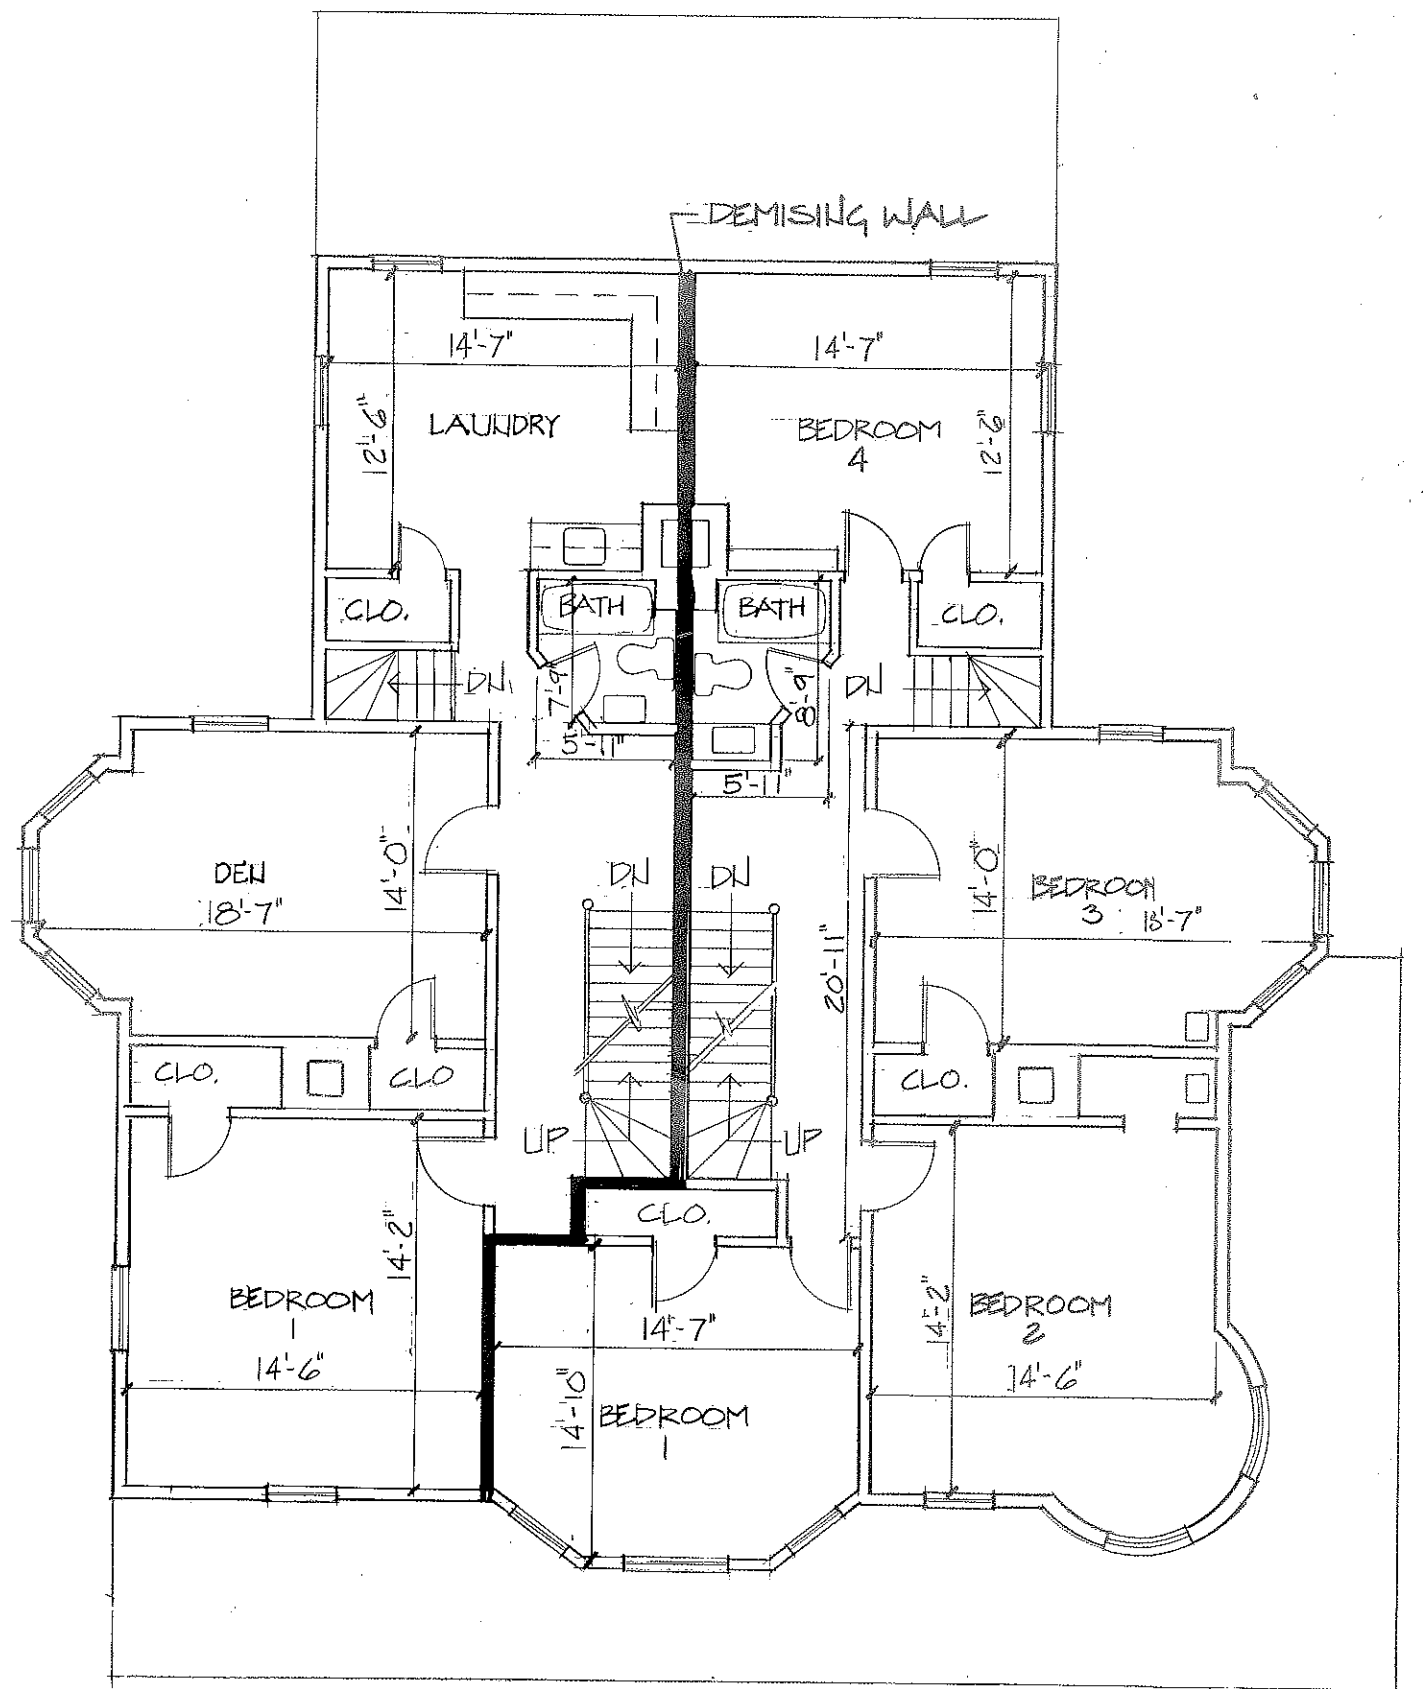 DEMISING WALL
14'-7"
14'-7"
12'-6"
LAUNDRY
BEDROOM
4
12'-6"
CLO.
BATH
BATH
CLO.
DN
7'-9"
8'-9"
DN
5'-11"
5'-11"
14'-0"
DEN
18'-7"
DN
DN
14'-0"
BEDROOM
3
18'-7"
20'-11"
CLO.
CLO
CLO.
UP
UP
14'-2"
CLO.
BEDROOM
1
14'-6"
14'-7"
14'-2"
BEDROOM
2
14'-6"
14'-10"
BEDROOM
1